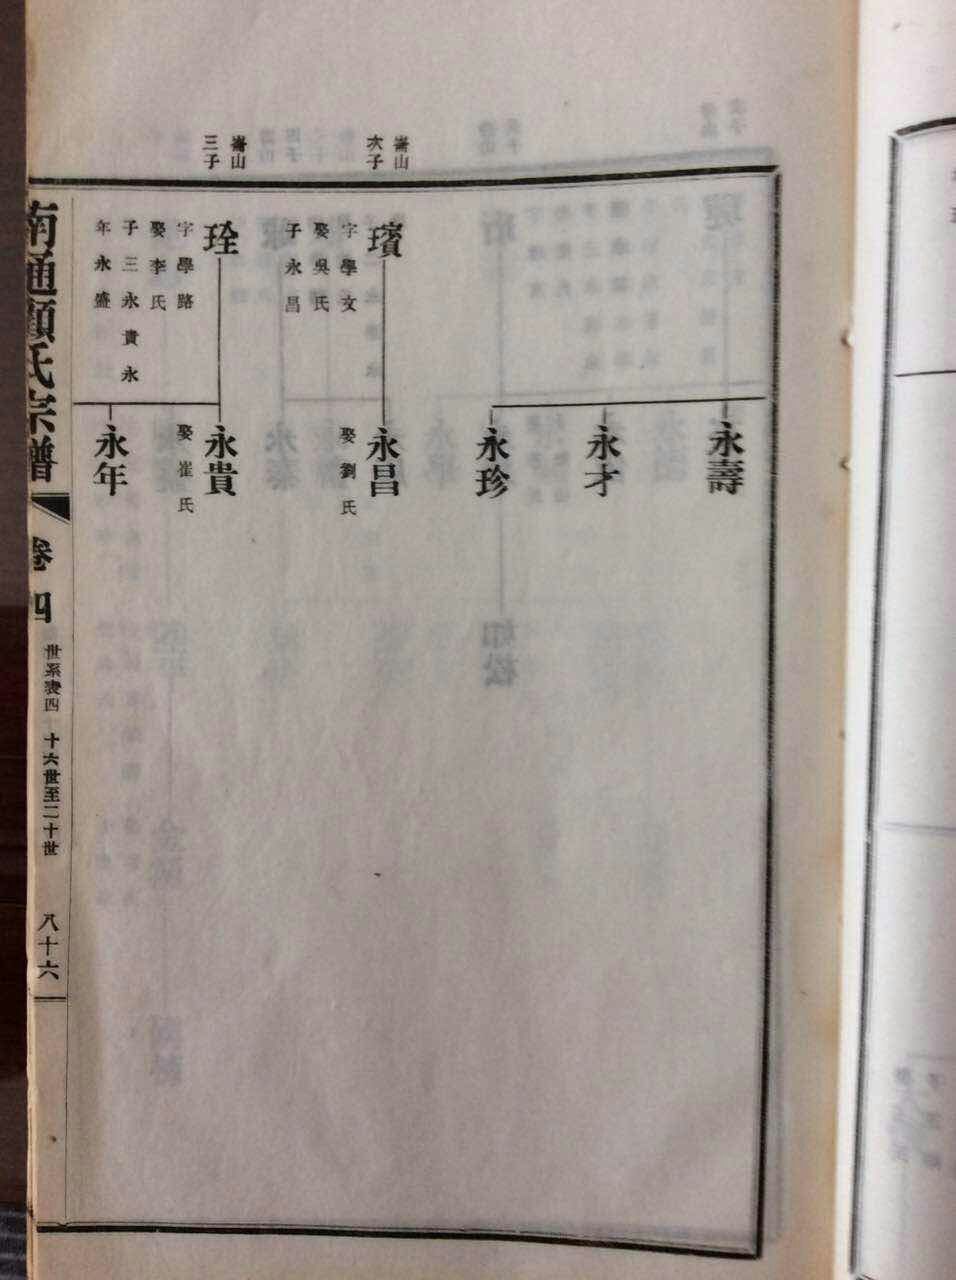 永壽
永才
永珍
崙山
次子
璸
字學文
娶吳氏
子永昌
永昌
娶劉氏
崙山
三子
珄
字學路
娶李氏
子三永貴永
年永盛
永貴
娶崔氏
永年
南通顧氏宗譜
卷四
世系表四 十六世至二十世
八十六